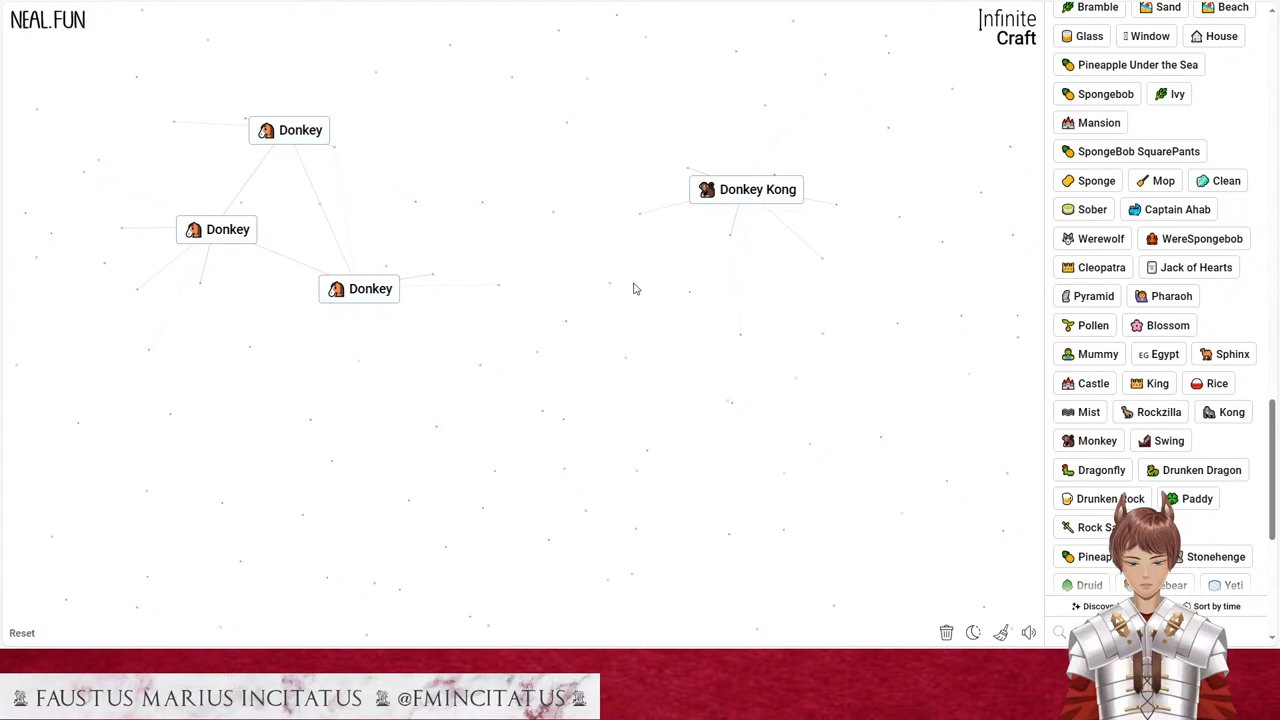 NEAL.FUN
Infinite
Craft
Donkey
Donkey Kong
Donkey
Donkey
Reset
Bramble Sand Beach
Glass Window House
Pineapple Under the Sea
Spongebob Ivy
Mansion
SpongeBob SquarePants
Sponge Mop Clean
Sober Captain Ahab
Werewolf WereSpongebob
Cleopatra Jack of Hearts
Pyramid Pharaoh
Pollen Blossom
Mummy EG Egypt Sphinx
Castle King Rice
Mist Rockzilla Kong
Monkey Swing
Dragonfly Drunken Dragon
Drunken Rock Paddy
Rock
Stonehenge
Druid Yeti
Sort by time
FAUSTUS MARIUS INCITATUS @FMINCITATUS